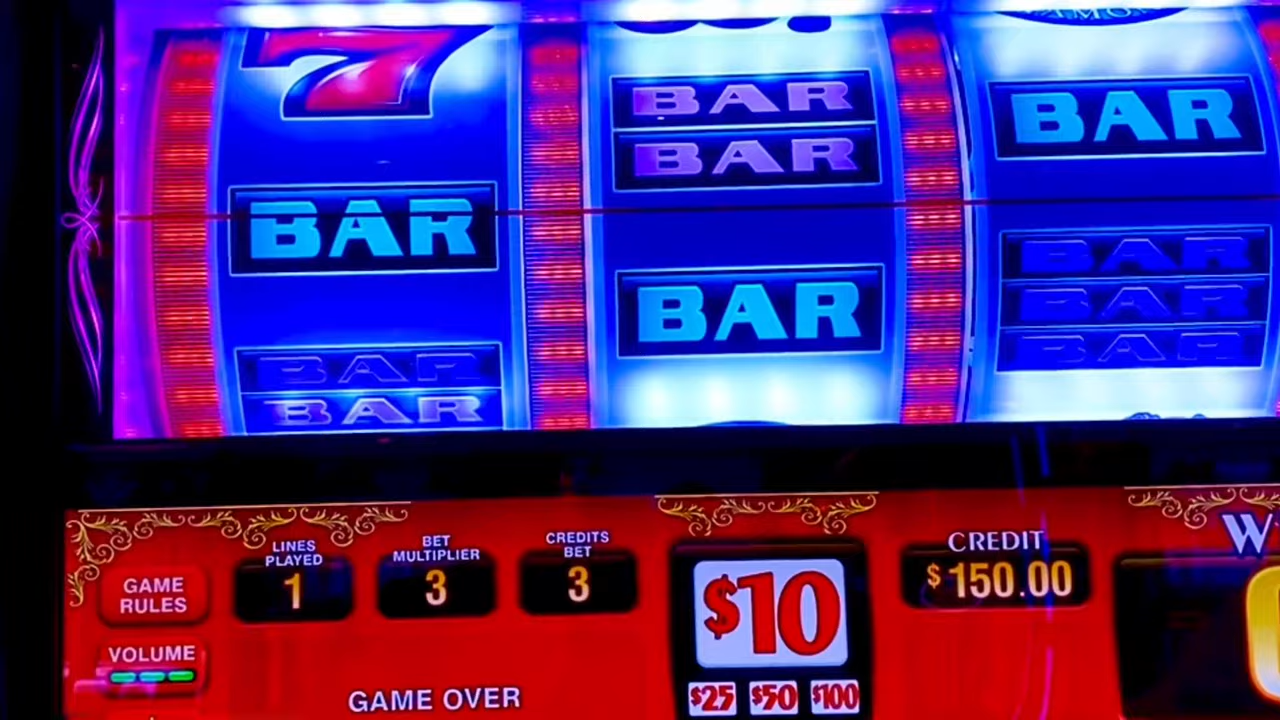 7
BAR
BAR
BAR
BAR
BAR
BAR
BAR
BAR
BAR
BAR
LINES
PLAYED
1
BET
MULTIPLIER
3
CREDITS
BET
3
CREDIT
$150.00
W
GAME
RULES
$10
VOLUME
GAME OVER
$25 $50 $100